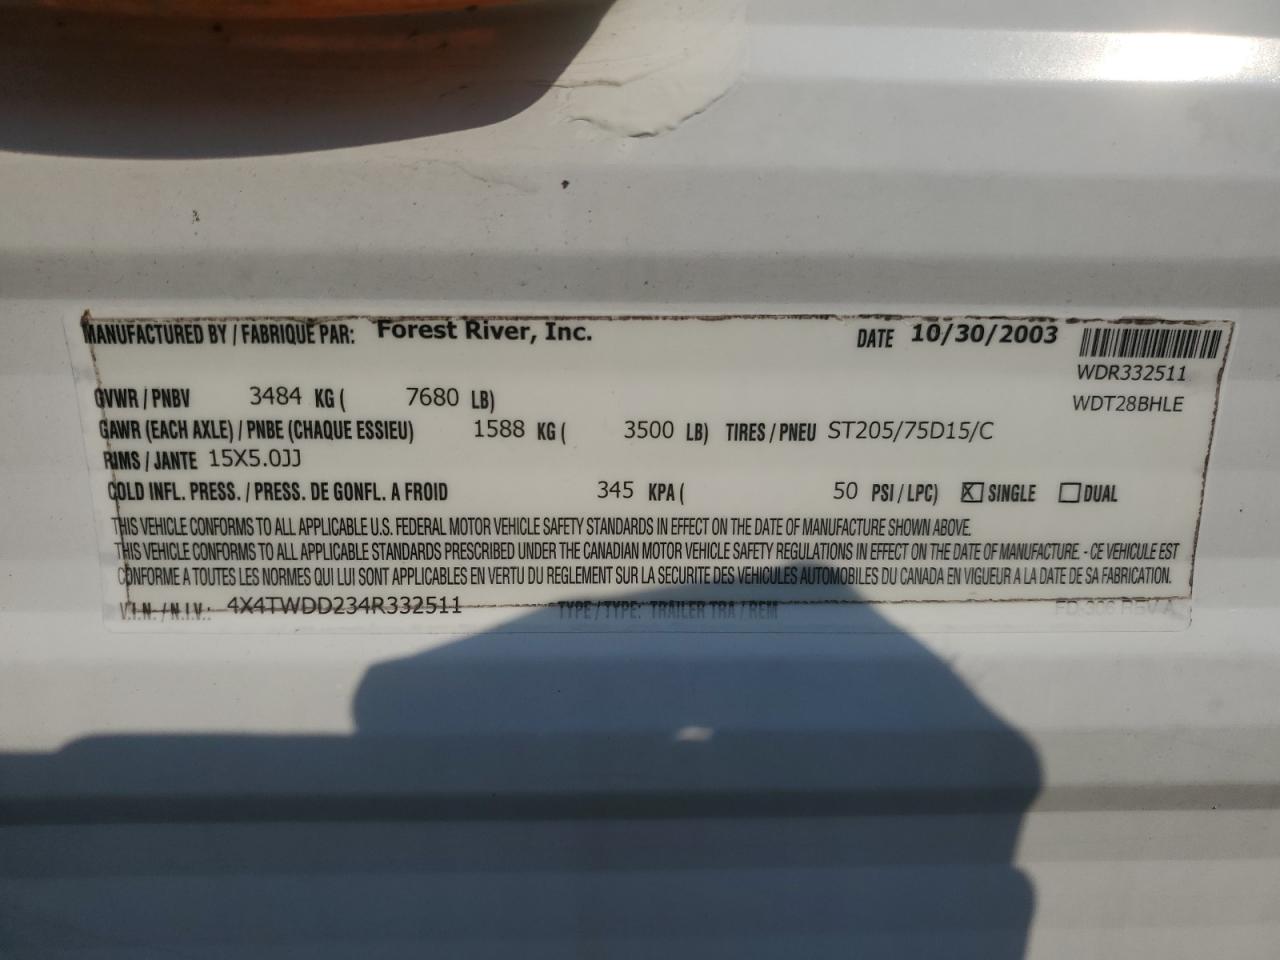 MANUFACTURED BY / FABRIQUE PAR: Forest River, Inc. DATE 10/30/2003
WDR332511
GVWR / PNBV 3484 KG ( 7680 LB) WDT28BHLE
GAWR (EACH AXLE) / PNBE (CHAQUE ESSIEU) 1588 KG ( 3500 LB) TIRES / PNEU ST205/75D15/C
RIMS / JANTE 15X5.0JJ
COLD INFL. PRESS. / PRESS. DE GONFL. A FROID 345 KPA ( 50 PSI / LPC) ☒ SINGLE ☐ DUAL
THIS VEHICLE CONFORMS TO ALL APPLICABLE U.S. FEDERAL MOTOR VEHICLE SAFETY STANDARDS IN EFFECT ON THE DATE OF MANUFACTURE SHOWN ABOVE.
THIS VEHICLE CONFORMS TO ALL APPLICABLE STANDARDS PRESCRIBED UNDER THE CANADIAN MOTOR VEHICLE SAFETY REGULATIONS IN EFFECT ON THE DATE OF MANUFACTURE. - CE VEHICULE EST
CONFORME A TOUTES LES NORMES QUI LUI SONT APPLICABLES EN VERTU DU REGLEMENT SUR LA SECURITE DES VEHICULES AUTOMOBILES DU CANADA EN VIGUEUR A LA DATE DE SA FABRICATION.
V.I.N. / N.I.V.: 4X4TWDD234R332511 TYPE / TYPE: TRAILER TRA / REM FD-306 REV A